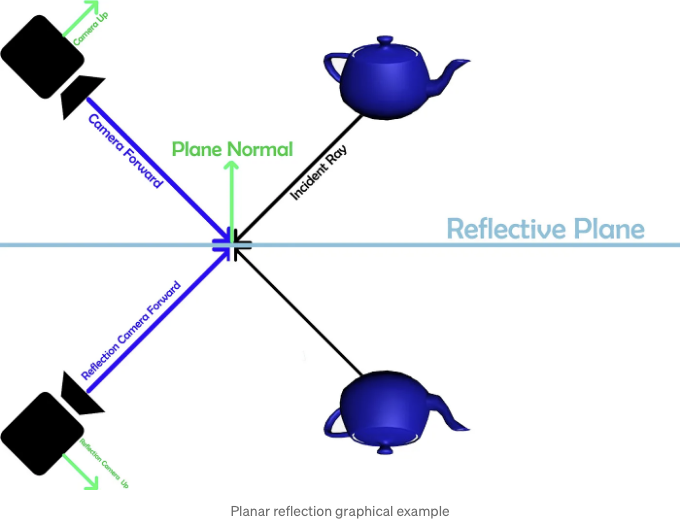 Camera Up
Camera Forward
Plane Normal
Incident Ray
Reflective Plane
Reflection Camera Forward
Reflection Camera Up
Planar reflection graphical example